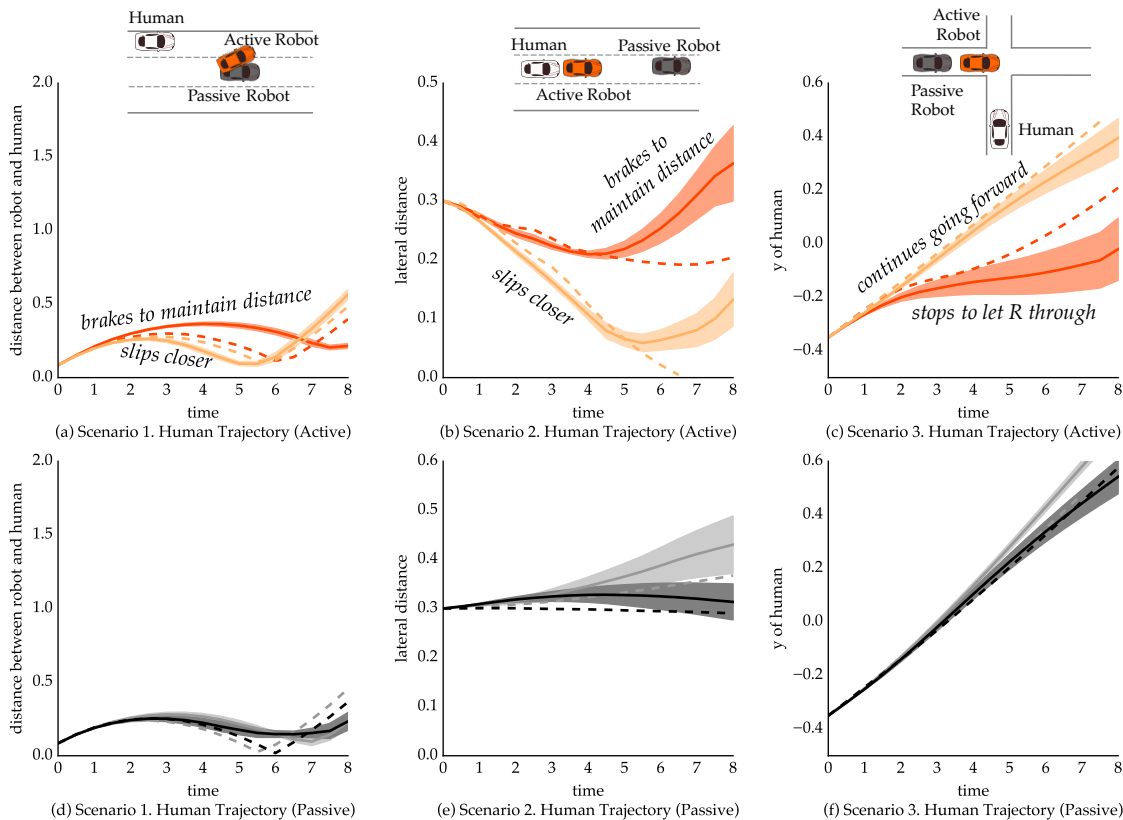 Human
Active Robot
Passive Robot
2.0
1.5
1.0
0.5
0.0
distance between robot and human
brakes to maintain distance
slips closer
0 1 2 3 4 5 6 7 8
time
(a) Scenario 1. Human Trajectory (Active)
Human
Passive Robot
Active Robot
0.5
0.4
0.3
0.2
0.1
0.0
lateral distance
brakes to
maintain distance
slips closer
0 1 2 3 4 5 6 7 8
time
(b) Scenario 2. Human Trajectory (Active)
Active
Robot
Passive
Robot
Human
0.6
0.4
0.2
0.0
−0.2
−0.4
y of human
continues going forward
stops to let R through
0 1 2 3 4 5 6 7 8
time
(c) Scenario 3. Human Trajectory (Active)
2.0
1.5
1.0
0.5
0.0
distance between robot and human
0 1 2 3 4 5 6 7 8
time
(d) Scenario 1. Human Trajectory (Passive)
0.6
0.5
0.4
0.3
0.2
0.1
0.0
lateral distance
0 1 2 3 4 5 6 7 8
time
(e) Scenario 2. Human Trajectory (Passive)
0.6
0.4
0.2
0.0
−0.2
−0.4
y of human
0 1 2 3 4 5 6 7 8
time
(f) Scenario 3. Human Trajectory (Passive)